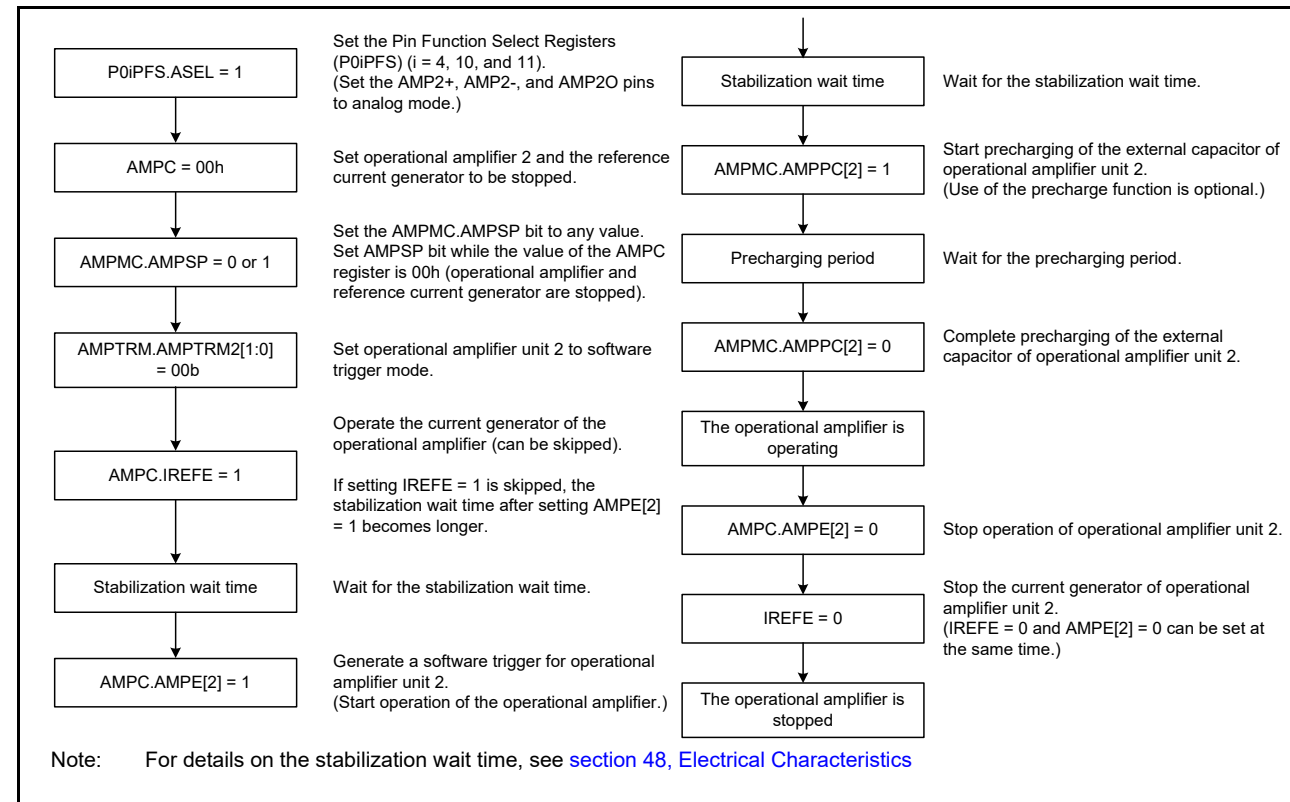 P0iPFS.ASEL = 1
Set the Pin Function Select Registers
(P0iPFS) (i = 4, 10, and 11).
(Set the AMP2+, AMP2-, and AMP2O pins
to analog mode.)
AMPC = 00h
Set operational amplifier 2 and the reference
current generator to be stopped.
AMPMC.AMPSP = 0 or 1
Set the AMPMC.AMPSP bit to any value.
Set AMPSP bit while the value of the AMPC
register is 00h (operational amplifier and
reference current generator are stopped).
AMPTRM.AMPTRM2[1:0]
= 00b
Set operational amplifier unit 2 to software
trigger mode.
AMPC.IREFE = 1
Operate the current generator of the
operational amplifier (can be skipped).
If setting IREFE = 1 is skipped, the
stabilization wait time after setting AMPE[2]
= 1 becomes longer.
Stabilization wait time
Wait for the stabilization wait time.
AMPC.AMPE[2] = 1
Generate a software trigger for operational
amplifier unit 2.
(Start operation of the operational amplifier.)
Stabilization wait time
Wait for the stabilization wait time.
AMPMC.AMPPC[2] = 1
Start precharging of the external capacitor of
operational amplifier unit 2.
(Use of the precharge function is optional.)
Precharging period
Wait for the precharging period.
AMPMC.AMPPC[2] = 0
Complete precharging of the external
capacitor of operational amplifier unit 2.
The operational amplifier is
operating
AMPC.AMPE[2] = 0
Stop operation of operational amplifier unit 2.
IREFE = 0
Stop the current generator of operational
amplifier unit 2.
(IREFE = 0 and AMPE[2] = 0 can be set at
the same time.)
The operational amplifier is
stopped
Note: For details on the stabilization wait time, see section 48, Electrical Characteristics